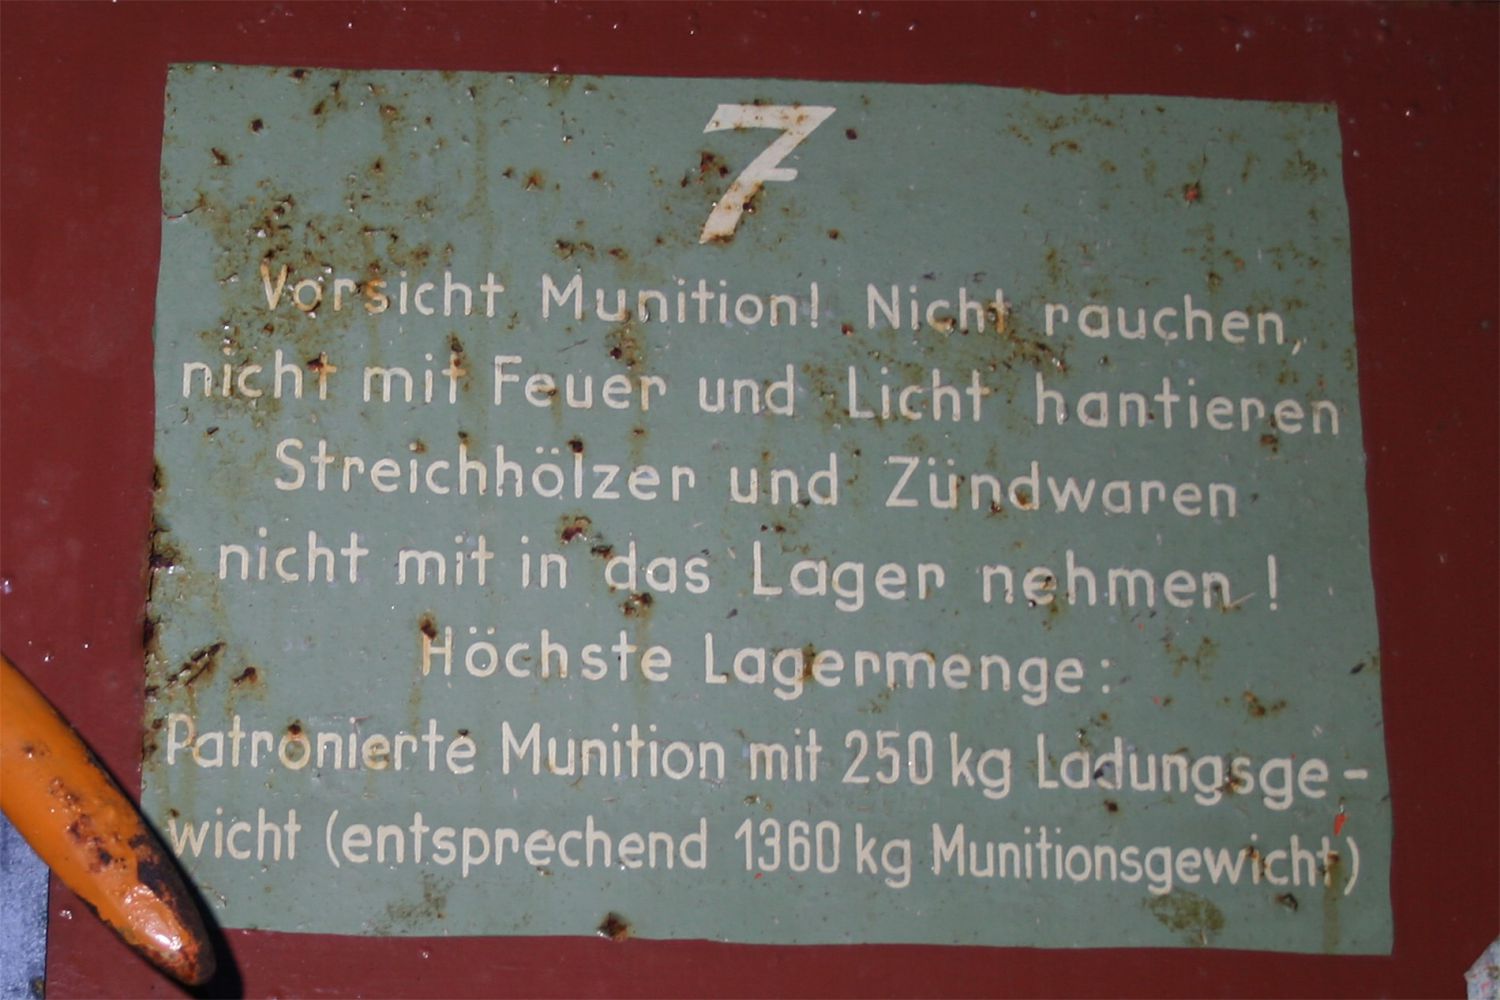 7
Vorsicht Munition! Nicht rauchen,
nicht mit Feuer und Licht hantieren
Streichhölzer und Zündwaren
nicht mit in das Lager nehmen!
Höchste Lagermenge:
Patronierte Munition mit 250 kg Ladungsge-
wicht (entsprechend 1360 kg Munitionsgewicht)